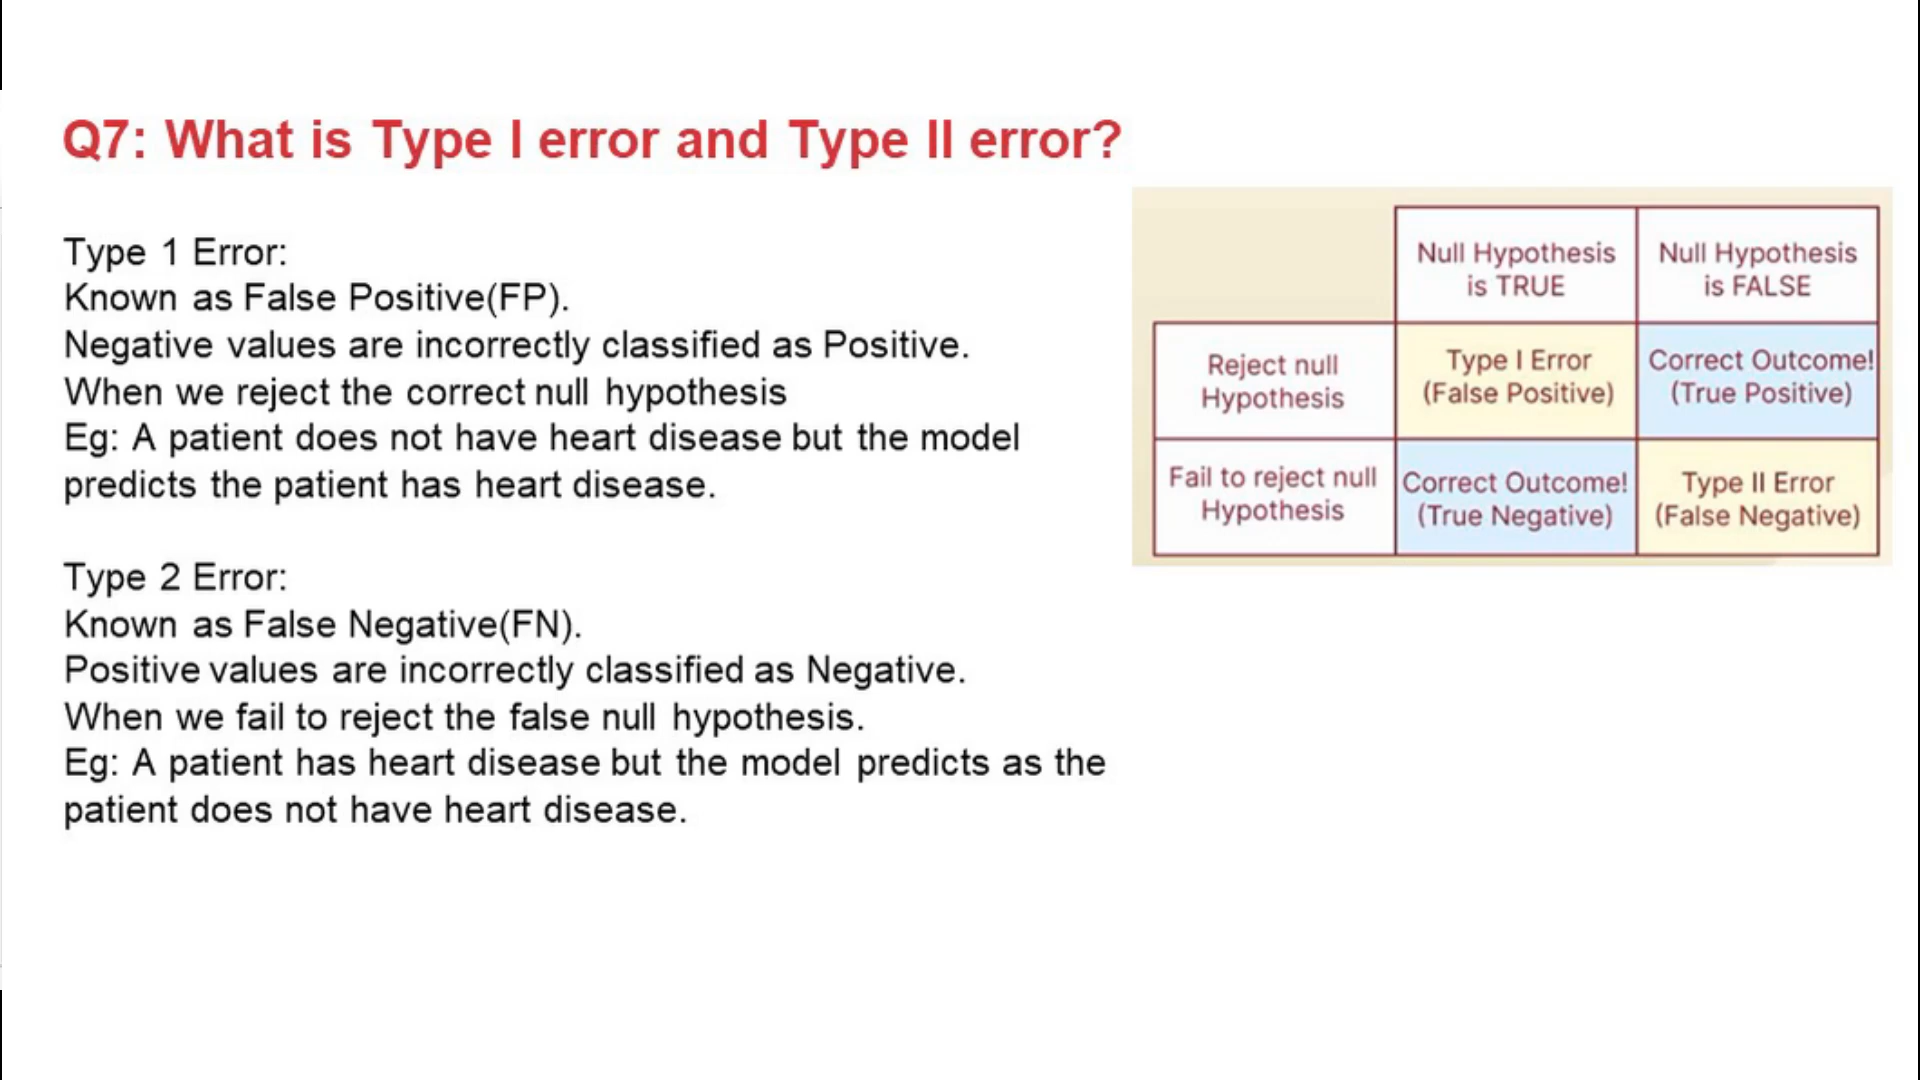 Q7: What is Type I error and Type II error?
Type 1 Error:
Known as False Positive(FP).
Negative values are incorrectly classified as Positive.
When we reject the correct null hypothesis
Eg: A patient does not have heart disease but the model
predicts the patient has heart disease.
Type 2 Error:
Known as False Negative(FN).
Positive values are incorrectly classified as Negative.
When we fail to reject the false null hypothesis.
Eg: A patient has heart disease but the model predicts as the
patient does not have heart disease.
Null Hypothesis
is TRUE
Null Hypothesis
is FALSE
Reject null
Hypothesis
Type I Error
(False Positive)
Correct Outcome!
(True Positive)
Fail to reject null
Hypothesis
Correct Outcome!
(True Negative)
Type II Error
(False Negative)